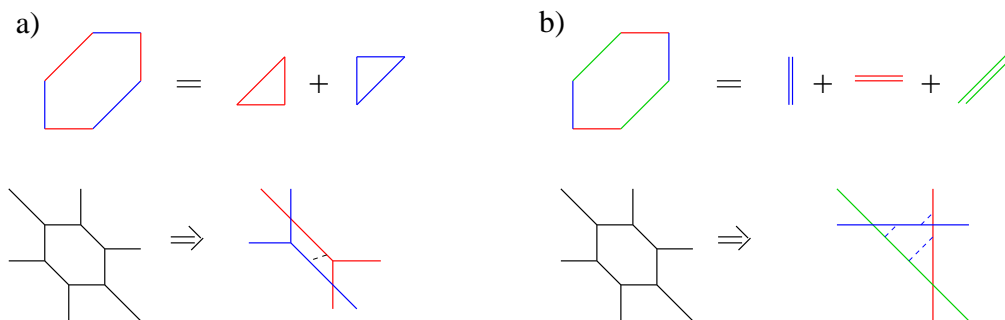 a)
b)
= +
= + +
⇒
⇒